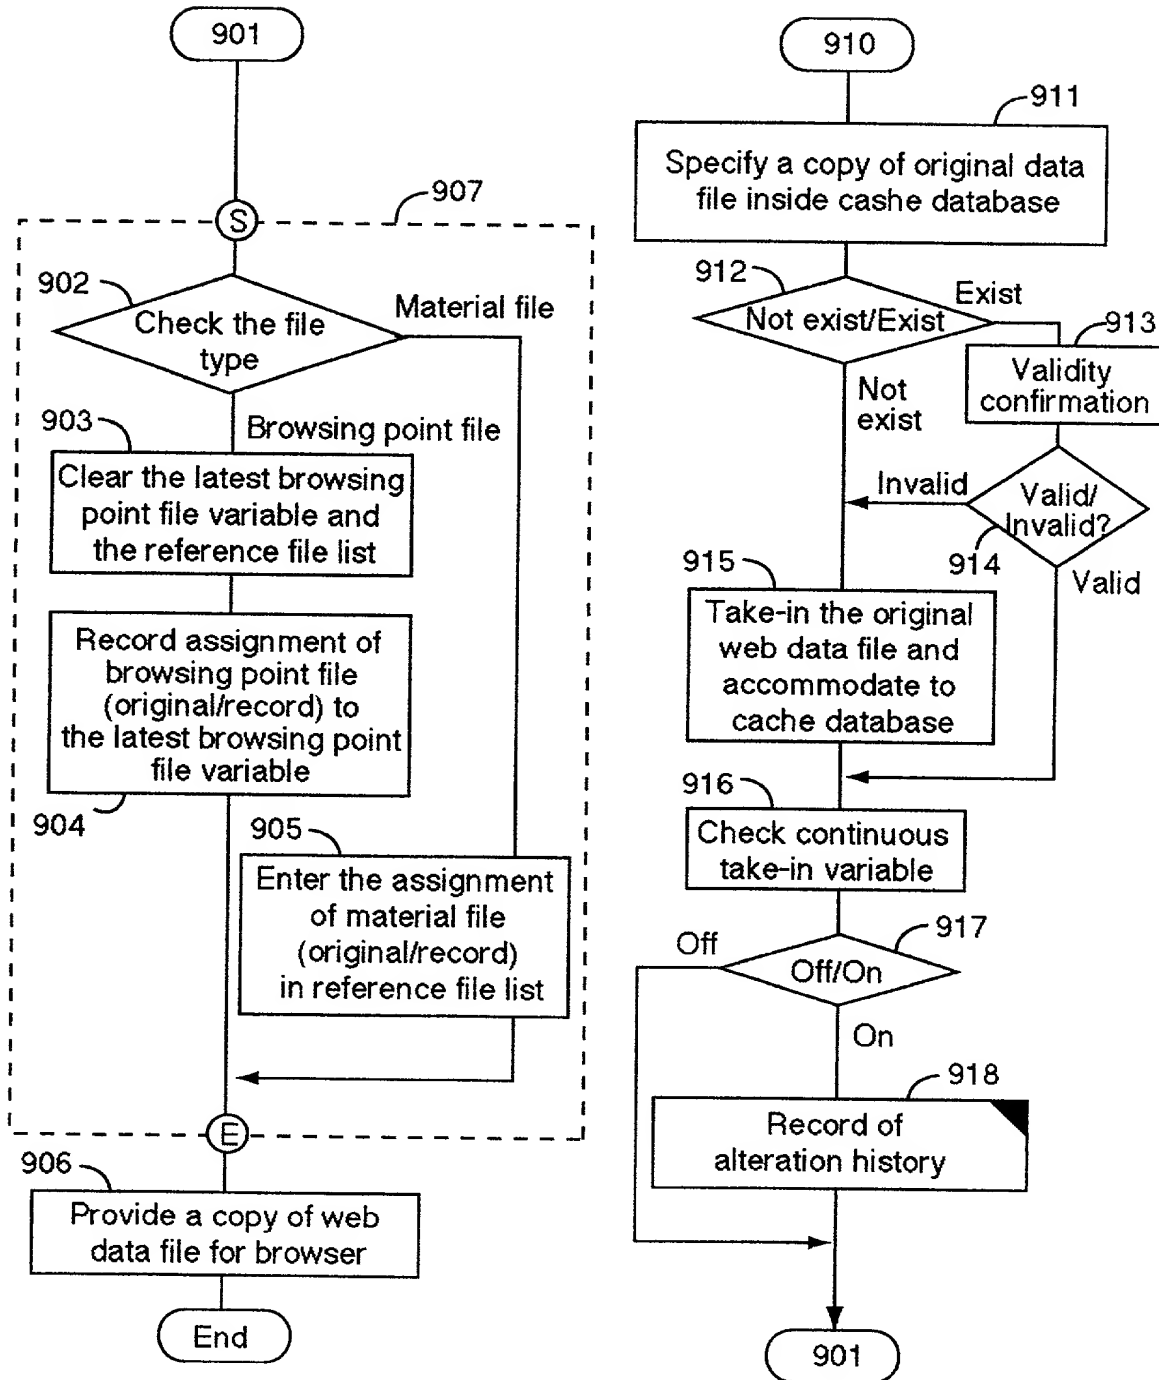 901
S
907
902
Check the file
type
Material file
Browsing point file
903
Clear the latest browsing
point file variable and
the reference file list
Record assignment of
browsing point file
(original/record) to
the latest browsing point
file variable
904
905
Enter the assignment
of material file
(original/record)
in reference file list
E
906
Provide a copy of web
data file for browser
End
910
911
Specify a copy of original data
file inside cashe database
912
Not exist/Exist
Exist
Not
exist
913
Validity
confirmation
Valid/
Invalid?
914
Invalid
Valid
915
Take-in the original
web data file and
accommodate to
cache database
916
Check continuous
take-in variable
917
Off/On
Off
On
918
Record of
alteration history
901